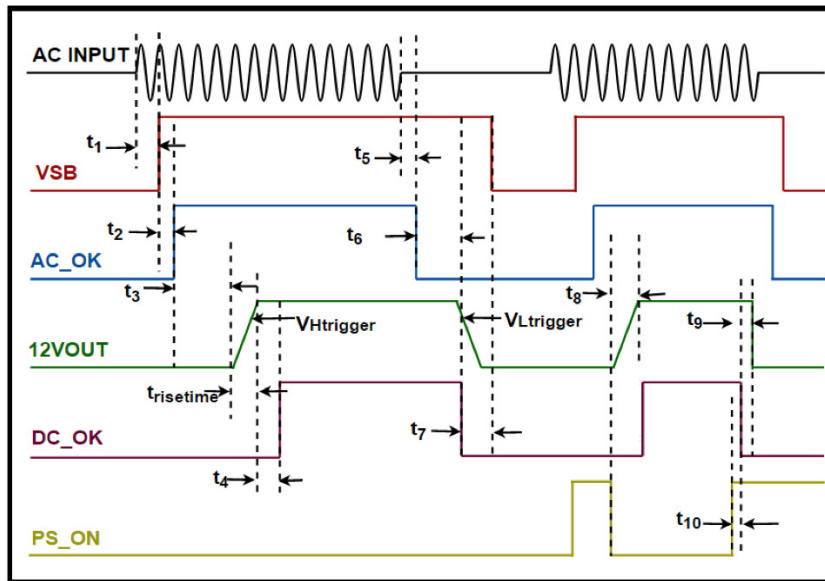 AC INPUT
t1
t5
VSB
t2
t6
AC_OK
t3
t8
VHtrigger
VLtrigger
t9
12VOUT
trisetime
DC_OK
t7
t4
t10
PS_ON